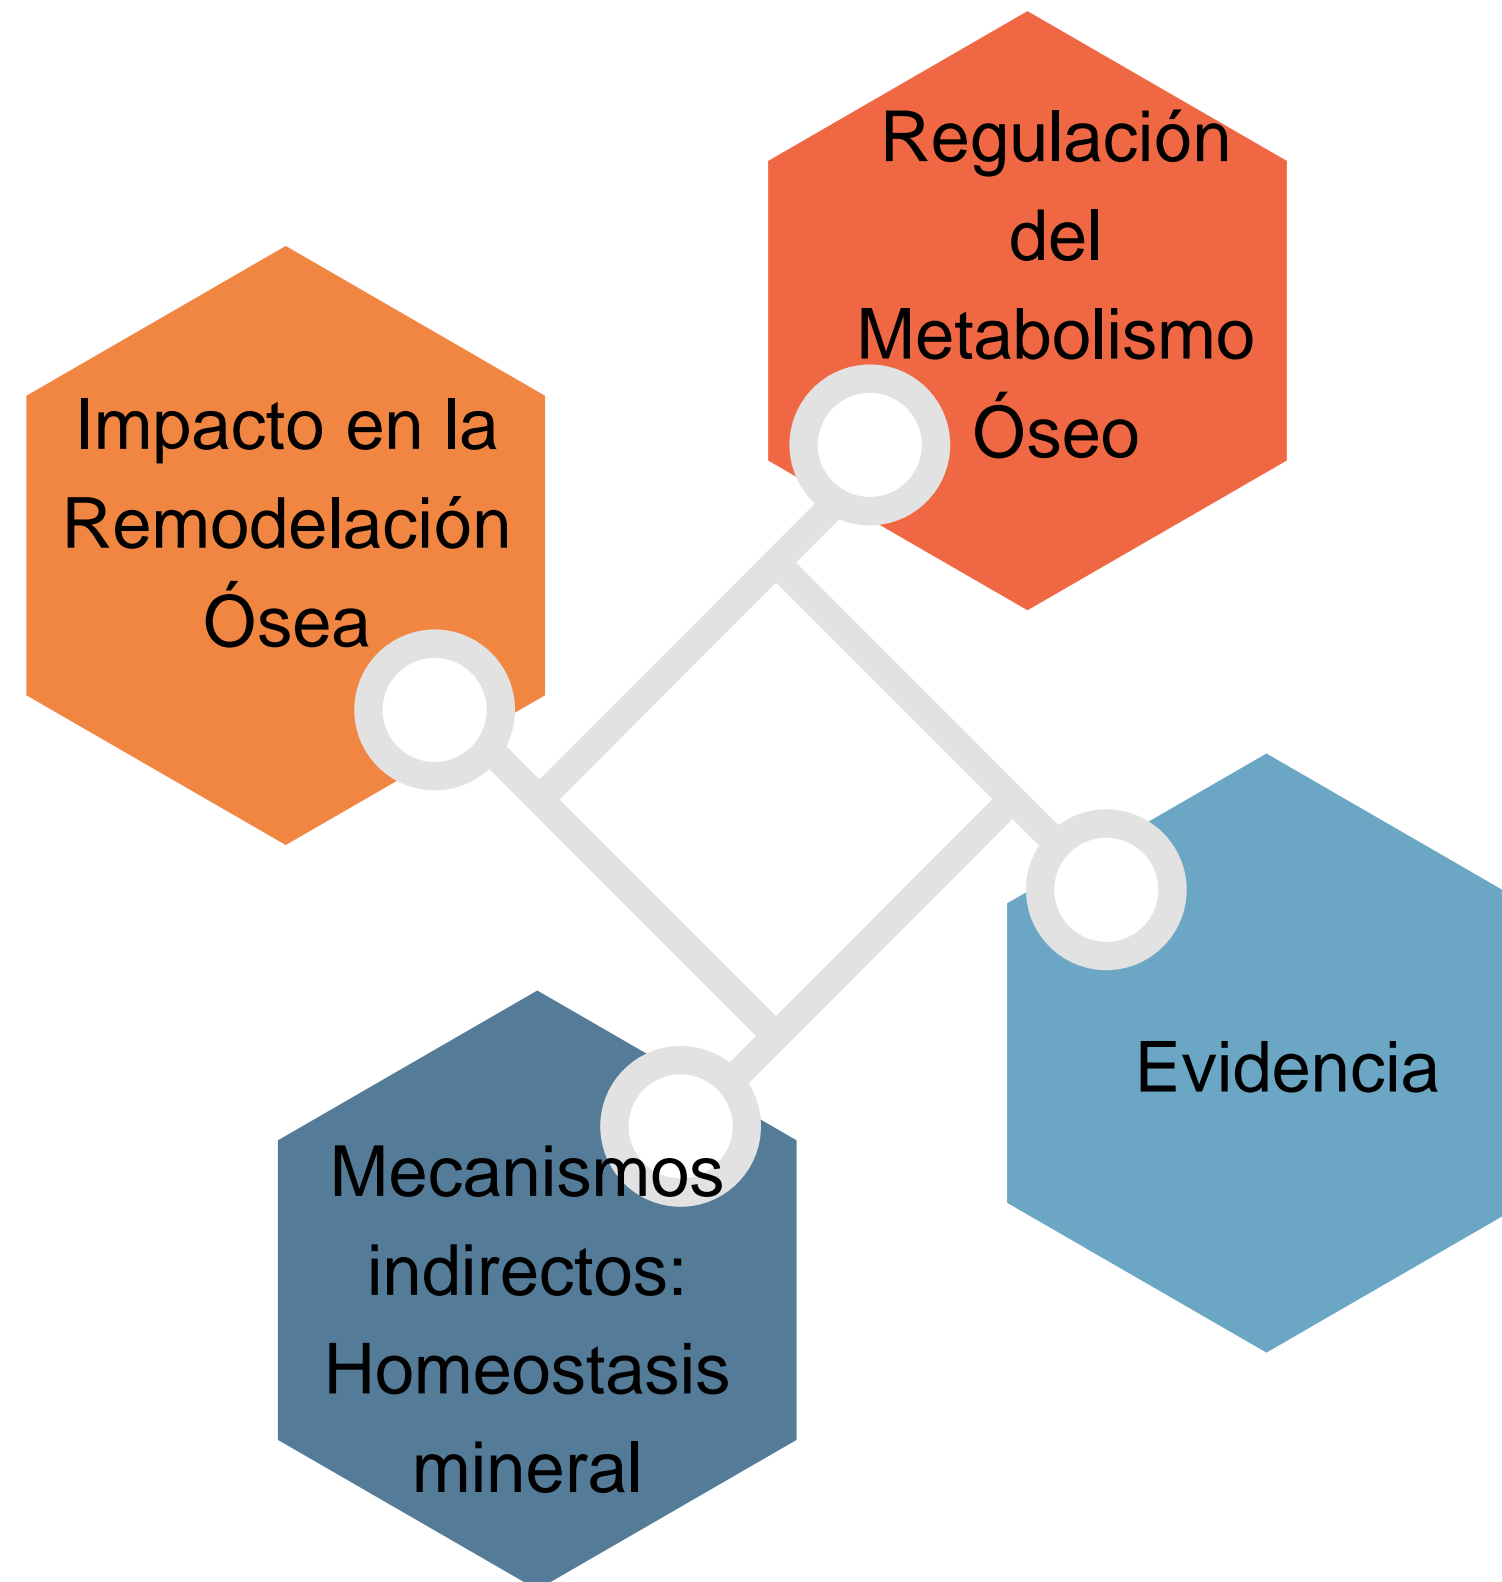 Regulación
del
Metabolismo
Óseo
Impacto en la
Remodelación
Ósea
Evidencia
Mecanismos
indirectos:
Homeostasis
mineral